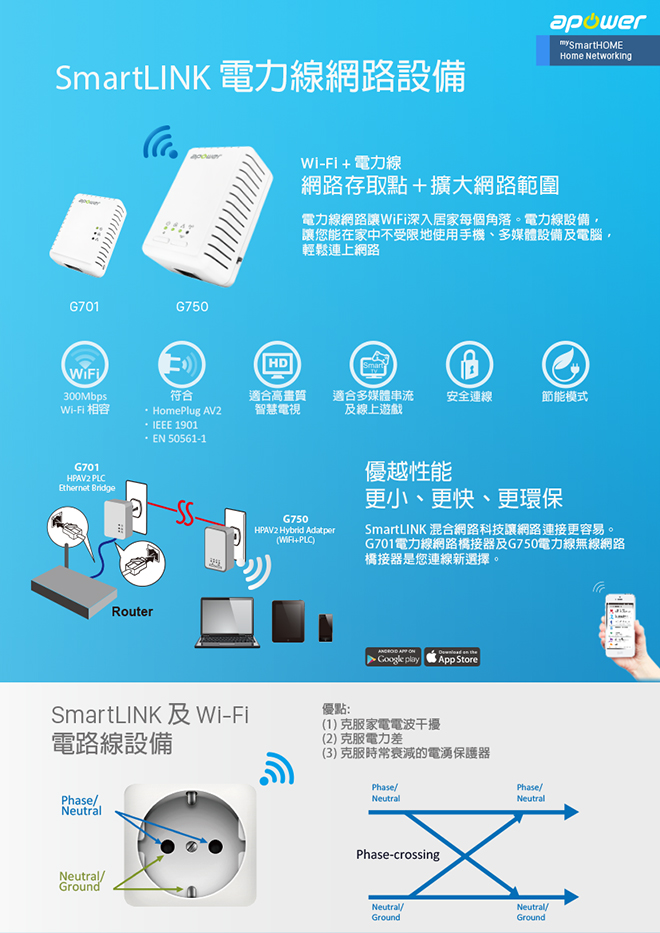 apower
mySmartHOME
Home Networking
SmartLINK 電力線網路設備
apower
apower
Wi-Fi + 電力線
網路存取點＋擴大網路範圍
電力線網路讓WiFi深入居家每個角落。電力線設備，
讓您能在家中不受限地使用手機、多媒體設備及電腦，
輕鬆連上網路
G701
G750
WiFi
HD
Smart
TV
300Mbps
Wi-Fi 相容
符合
・HomePlug AV2
・IEEE 1901
・EN 50561-1
適合高畫質
智慧電視
適合多媒體串流
及線上遊戲
安全連線
節能模式
G701
HPAV2 PLC
Ethernet Bridge
G750
HPAV2 Hybrid Adatper
(WiFi+PLC)
Router
優越性能
更小、更快、更環保
SmartLINK 混合網路科技讓網路連接更容易。
G701電力線網路橋接器及G750電力線無線網路
橋接器是您連線新選擇。
ANDROID APP ON
Google play
Download on the
App Store
SmartLINK 及 Wi-Fi
電路線設備
優點:
(1) 克服家電電波干擾
(2) 克服電力差
(3) 克服時常衰減的電湧保護器
Phase/
Neutral
Neutral/
Ground
Phase/
Neutral
Phase/
Neutral
Phase-crossing
Neutral/
Ground
Neutral/
Ground